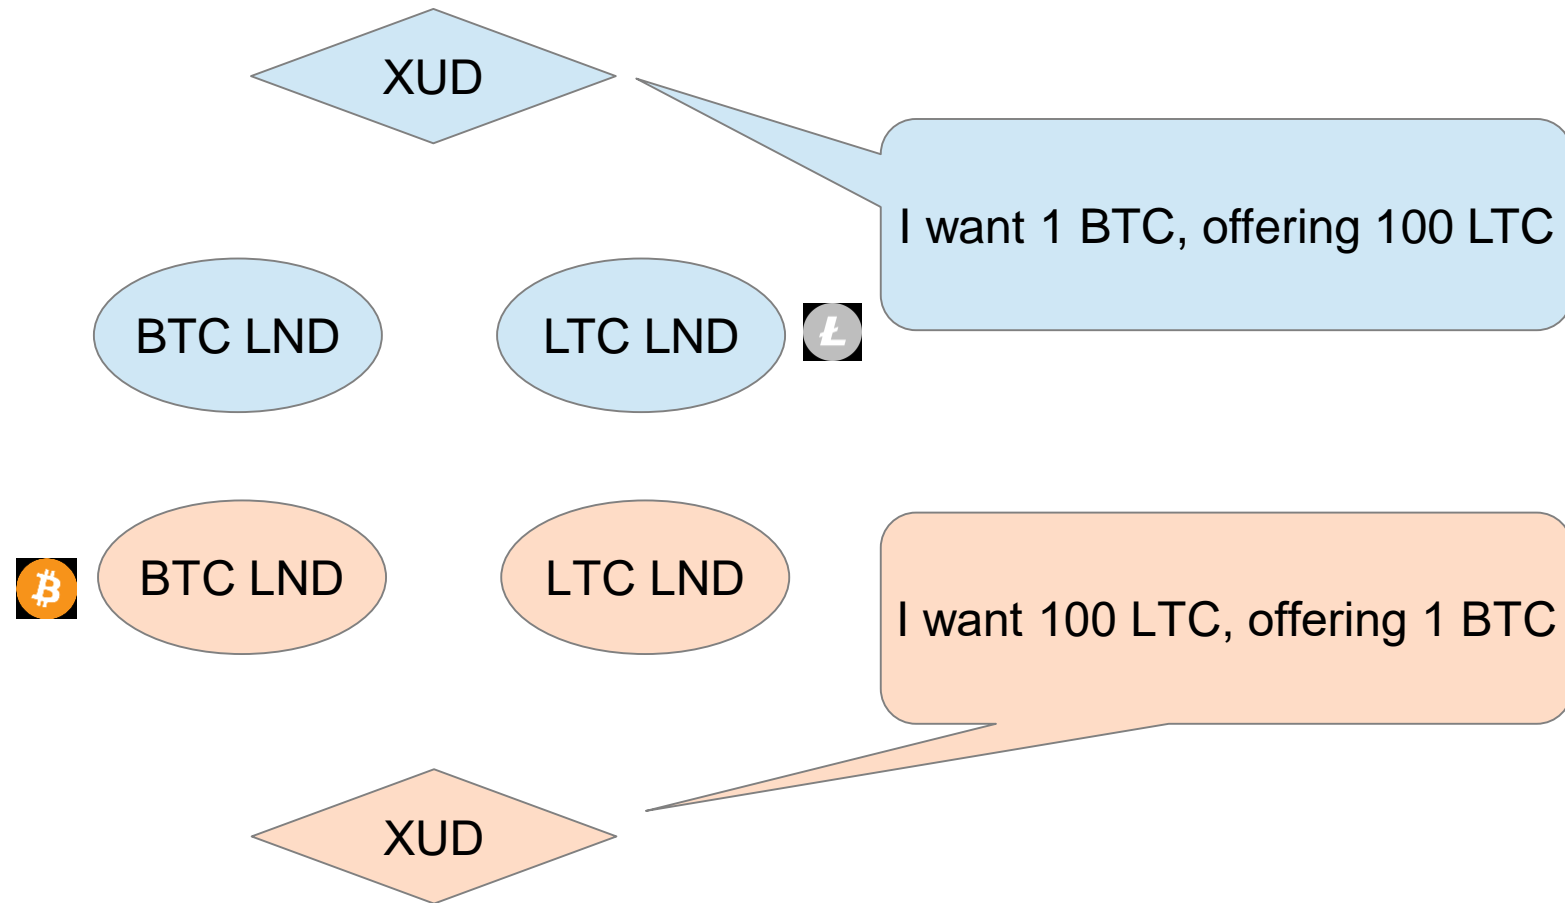 XUD
I want 1 BTC, offering 100 LTC
BTC LND
LTC LND
BTC LND
LTC LND
I want 100 LTC, offering 1 BTC
XUD